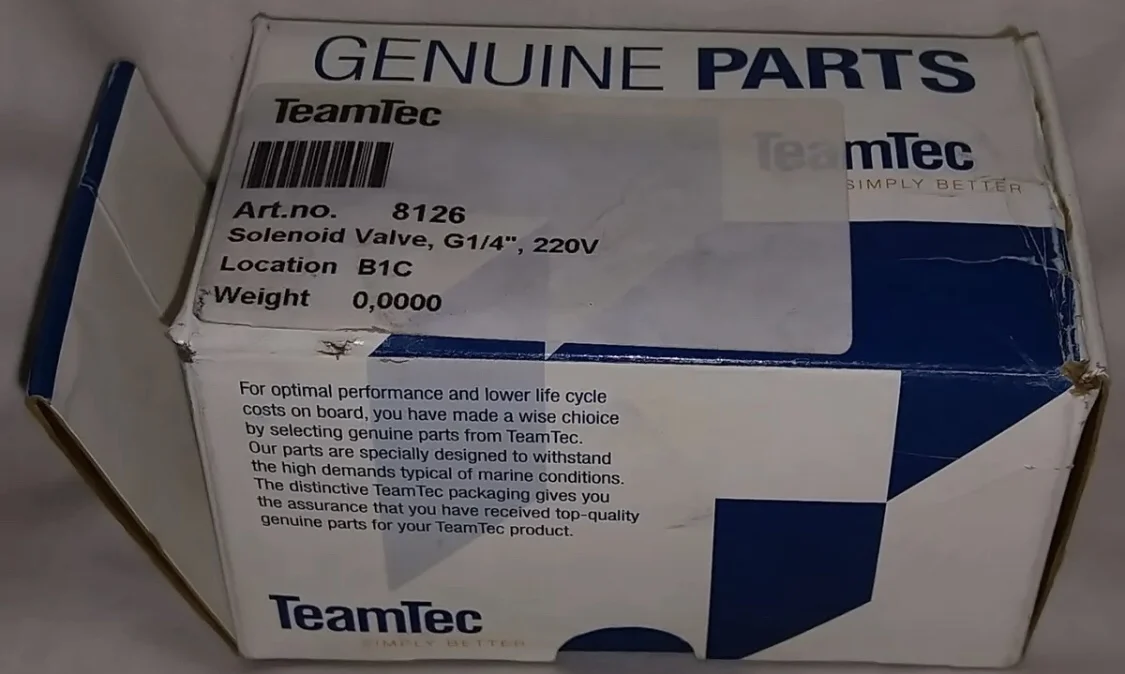 GENUINE PARTS
TeamTec
TeamTec
SIMPLY BETTER
Art.no. 8126
Solenoid Valve, G1/4", 220V
Location B1C
Weight 0,0000
For optimal performance and lower life cycle
costs on board, you have made a wise chioice
by selecting genuine parts from TeamTec.
Our parts are specially designed to withstand
the high demands typical of marine conditions.
The distinctive TeamTec packaging gives you
the assurance that you have received top-quality
genuine parts for your TeamTec product.
TeamTec
SIMPLY BETTER